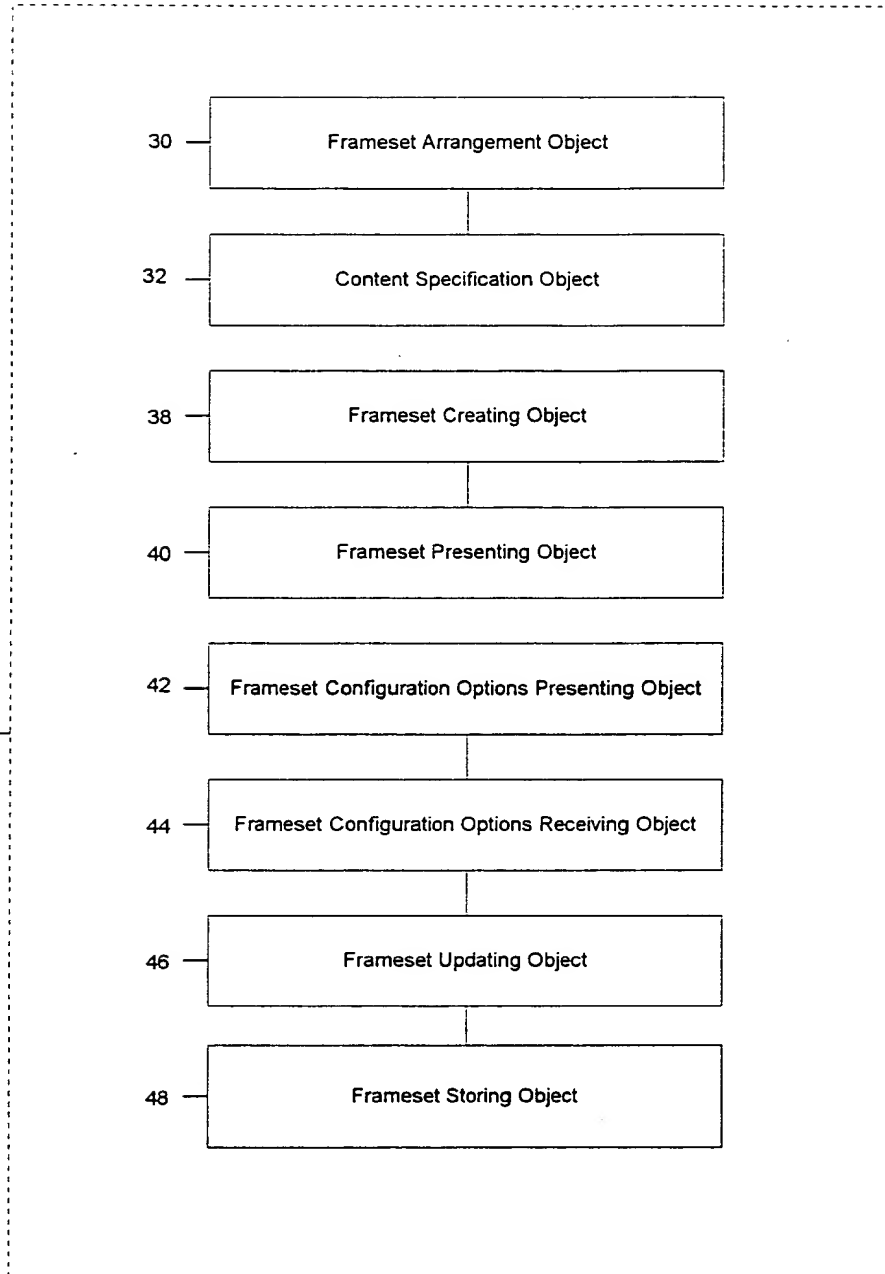 30 Frameset Arrangement Object
32 Content Specification Object
38 Frameset Creating Object
40 Frameset Presenting Object
42 Frameset Configuration Options Presenting Object
44 Frameset Configuration Options Receiving Object
46 Frameset Updating Object
48 Frameset Storing Object